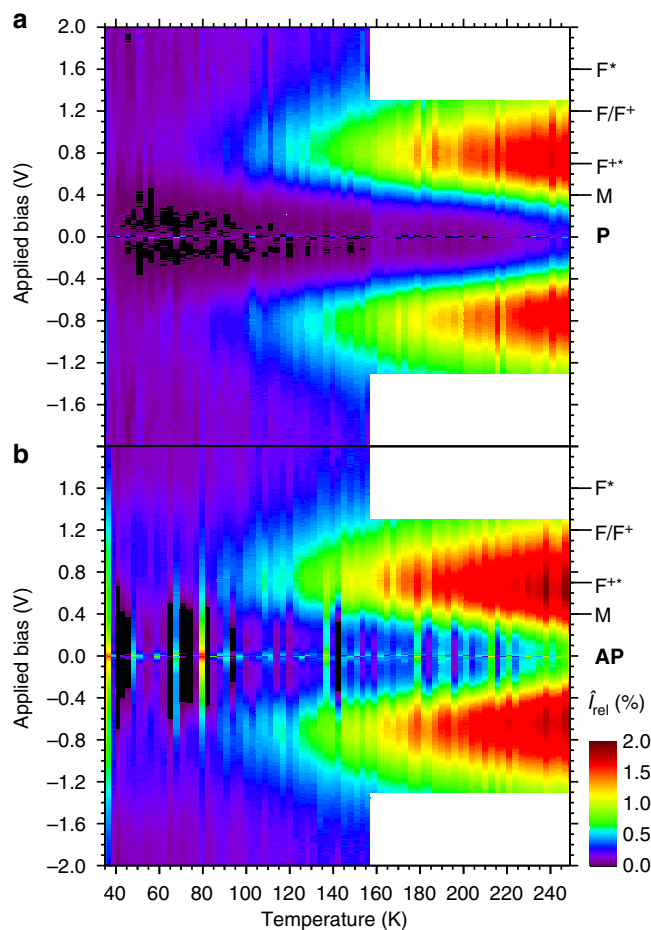 a
2.0
1.6
1.2
0.8
0.4
0.0
–0.4
–0.8
–1.2
–1.6
Applied bias (V)
F*
F/F+
F+*
M
P
b
1.6
1.2
0.8
0.4
0.0
–0.4
–0.8
–1.2
–1.6
–2.0
Applied bias (V)
F*
F/F+
F+*
M
AP
Îrel (%)
2.0
1.5
1.0
0.5
0.0
40 60 80 100 120 140 160 180 200 220 240
Temperature (K)